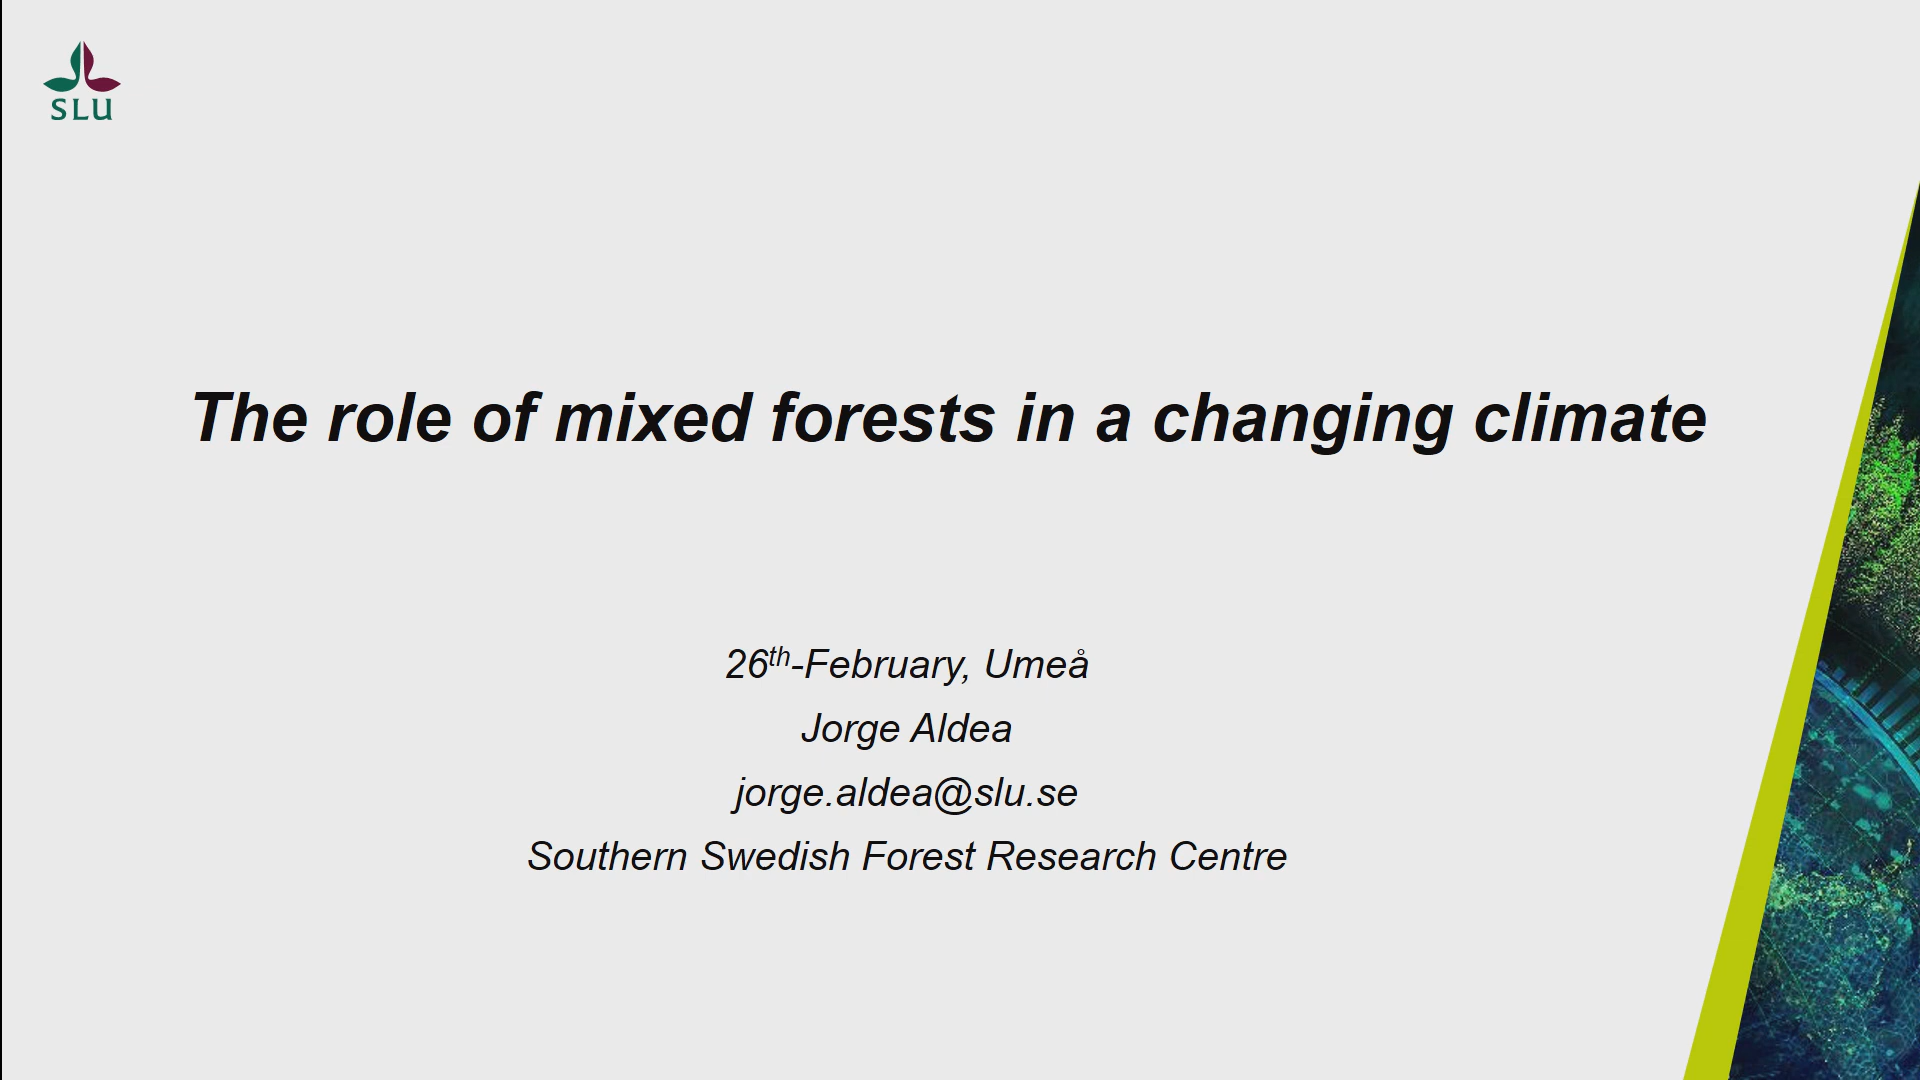 SLU
The role of mixed forests in a changing climate
26th-February, Umeå
Jorge Aldea
jorge.aldea@slu.se
Southern Swedish Forest Research Centre